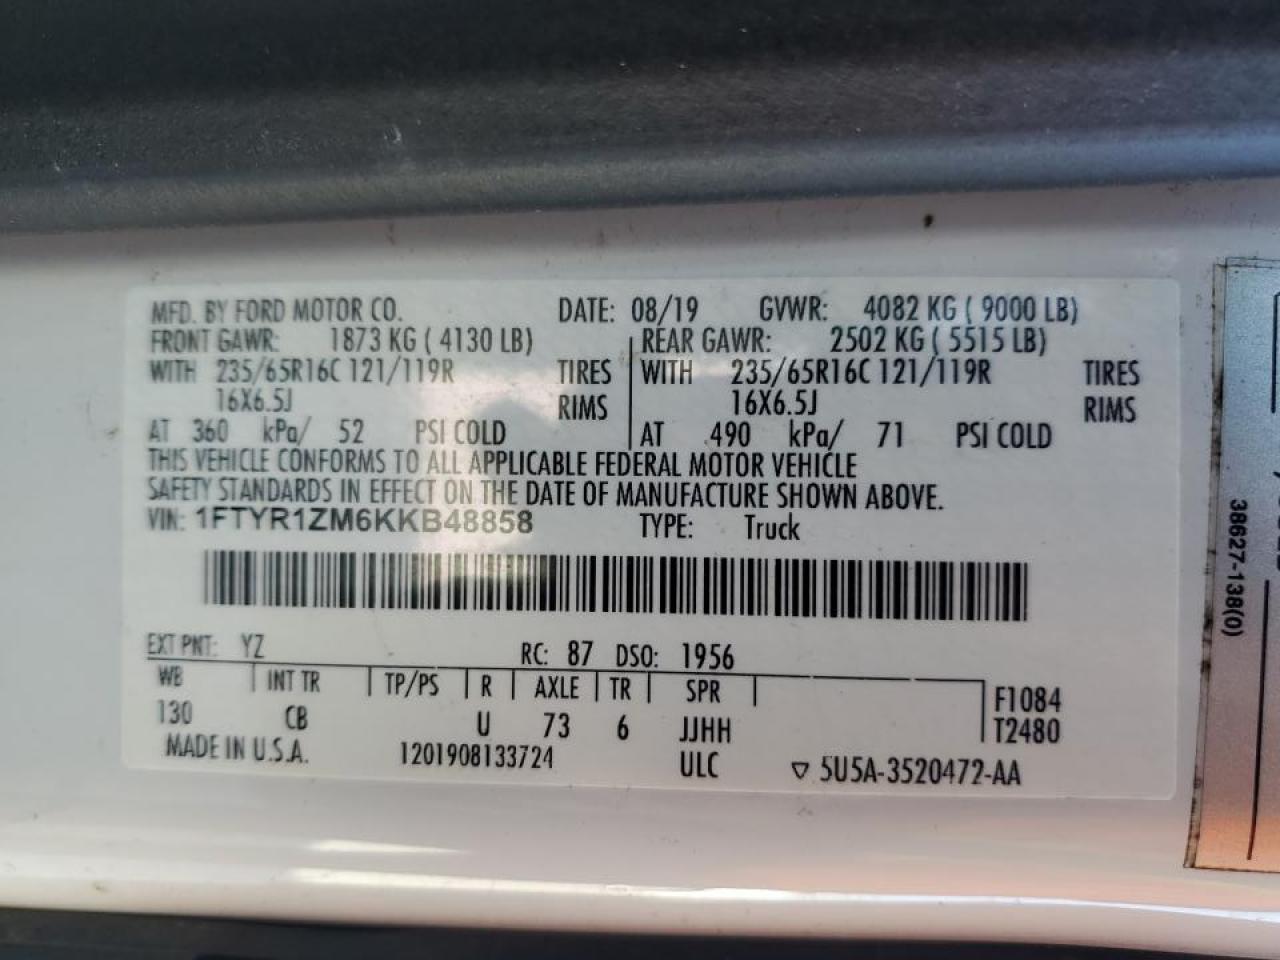 MFD. BY FORD MOTOR CO. DATE: 08/19 GVWR: 4082 KG ( 9000 LB)
FRONT GAWR: 1873 KG ( 4130 LB) REAR GAWR: 2502 KG ( 5515 LB)
WITH 235/65R16C 121/119R TIRES WITH 235/65R16C 121/119R TIRES
16X6.5J RIMS 16X6.5J RIMS
AT 360 kPa/ 52 PSI COLD AT 490 kPa/ 71 PSI COLD
THIS VEHICLE CONFORMS TO ALL APPLICABLE FEDERAL MOTOR VEHICLE
SAFETY STANDARDS IN EFFECT ON THE DATE OF MANUFACTURE SHOWN ABOVE.
VIN: 1FTYR1ZM6KKB48858 TYPE: Truck
EXT PNT: YZ RC: 87 DSO: 1956
WB INT TR TP/PS R AXLE TR SPR F1084
130 CB U 73 6 JJHH T2480
MADE IN U.S.A. 1201908133724 ULC ▽ 5U5A-3520472-AA
38627-138(0)